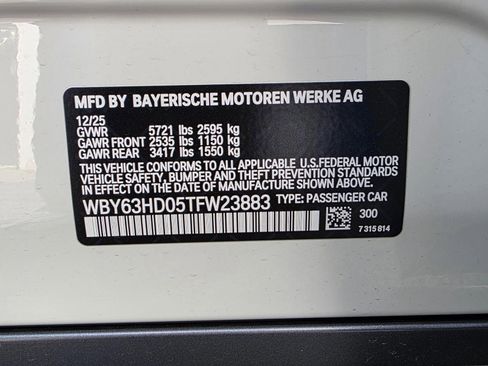 MFD BY BAYERISCHE MOTOREN WERKE AG
12/25
GVWR 5721 lbs 2595 kg
GAWR FRONT 2535 lbs 1150 kg
GAWR REAR 3417 lbs 1550 kg
THIS VEHICLE CONFORMS TO ALL APPLICABLE U.S.FEDERAL MOTOR
VEHICLE SAFETY, BUMPER, AND THEFT PREVENTION STANDARDS IN
EFFECT ON THE DATE OF MANUFACTURE SHOWN ABOVE.
WBY63HD05TFW23883 TYPE: PASSENGER CAR
300
7 315 814